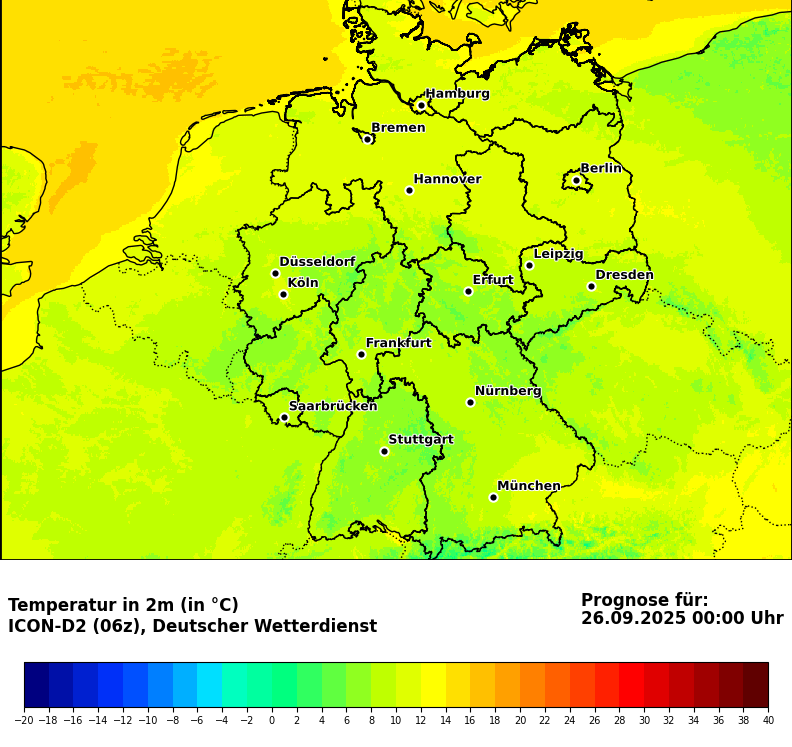 Hamburg
Bremen
Berlin
Hannover
Leipzig
Düsseldorf
Dresden
Köln
Erfurt
Frankfurt
Nürnberg
Saarbrücken
Stuttgart
München
Temperatur in 2m (in °C)
ICON-D2 (06z), Deutscher Wetterdienst
Prognose für:
26.09.2025 00:00 Uhr
−20 −18 −16 −14 −12 −10 −8 −6 −4 −2 0 2 4 6 8 10 12 14 16 18 20 22 24 26 28 30 32 34 36 38 40